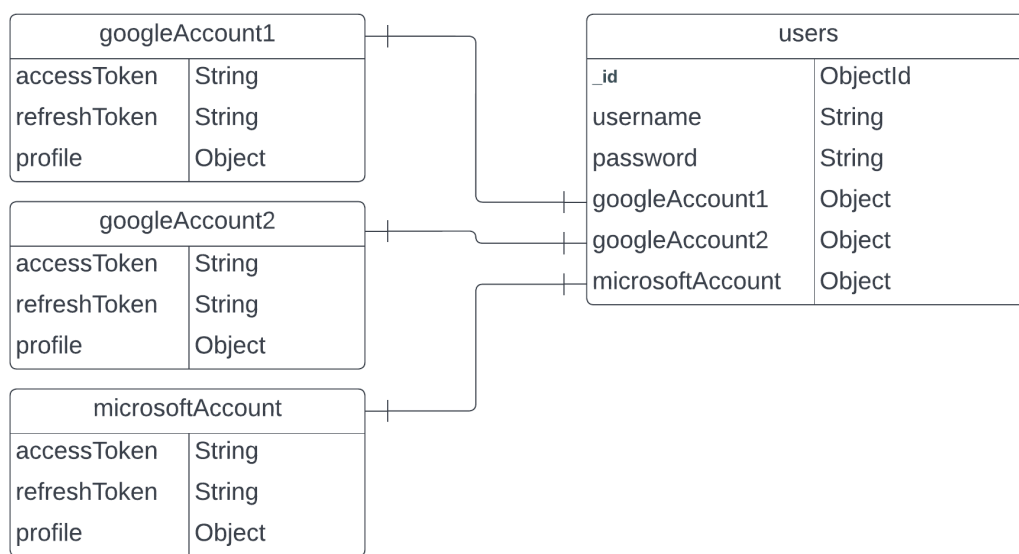 googleAccount1
accessToken String
refreshToken String
profile Object
googleAccount2
accessToken String
refreshToken String
profile Object
microsoftAccount
accessToken String
refreshToken String
profile Object
users
_id ObjectId
username String
password String
googleAccount1 Object
googleAccount2 Object
microsoftAccount Object